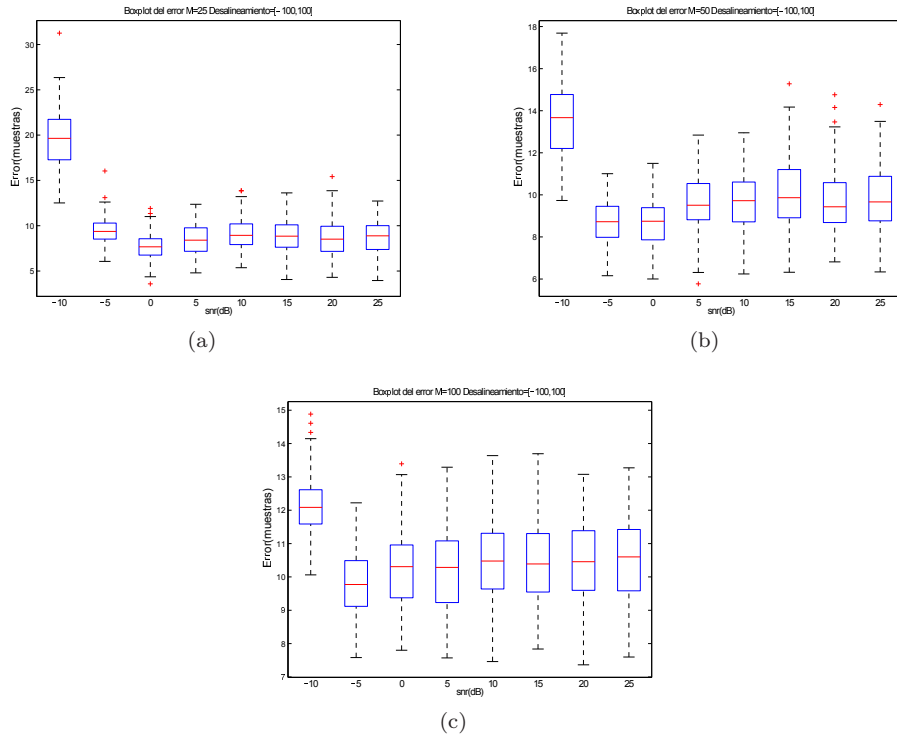 Boxplot del error M=25 Desalineamiento=[−100,100]
30
25
20
15
10
5
Error(muestras)
−10 −5 0 5 10 15 20 25
snr(dB)
(a)
Boxplot del error M=50 Desalineamiento=[−100,100]
18
16
14
12
10
8
6
Error(muestras)
−10 −5 0 5 10 15 20 25
snr(dB)
(b)
Boxplot del error M=100 Desalineamiento=[−100,100]
15
14
13
12
11
10
9
8
7
Error(muestras)
−10 −5 0 5 10 15 20 25
snr(dB)
(c)